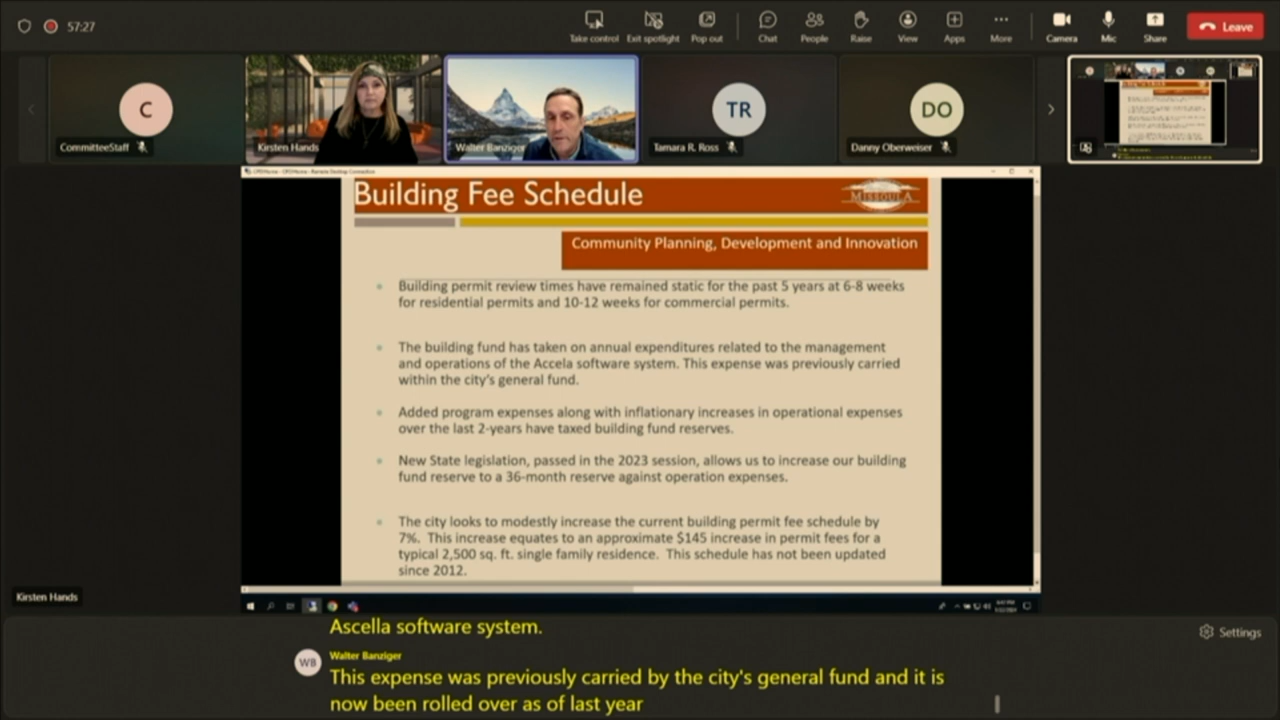 57:27
Take control
Exit spotlight
Pop out
Chat
People
Raise
View
Apps
More
Camera
Mic
Share
Leave
C
CommitteeStaff
Kirsten Hands
Walter Banziger
TR
Tamara R. Ross
DO
Danny Oberweiser
Building Fee Schedule
MISSOULA
Community Planning, Development and Innovation
Building permit review times have remained static for the past 5 years at 6-8 weeks
for residential permits and 10-12 weeks for commercial permits.
The building fund has taken on annual expenditures related to the management
and operations of the Accela software system. This expense was previously carried
within the city's general fund.
Added program expenses along with inflationary increases in operational expenses
over the last 2-years have taxed building fund reserves.
New State legislation, passed in the 2023 session, allows us to increase our building
fund reserve to a 36-month reserve against operation expenses.
The city looks to modestly increase the current building permit fee schedule by
7%. This increase equates to an approximate $145 increase in permit fees for a
typical 2,500 sq. ft. single family residence. This schedule has not been updated
since 2012.
Kirsten Hands
Ascella software system.
Settings
WB
Walter Banziger
This expense was previously carried by the city's general fund and it is
now been rolled over as of last year